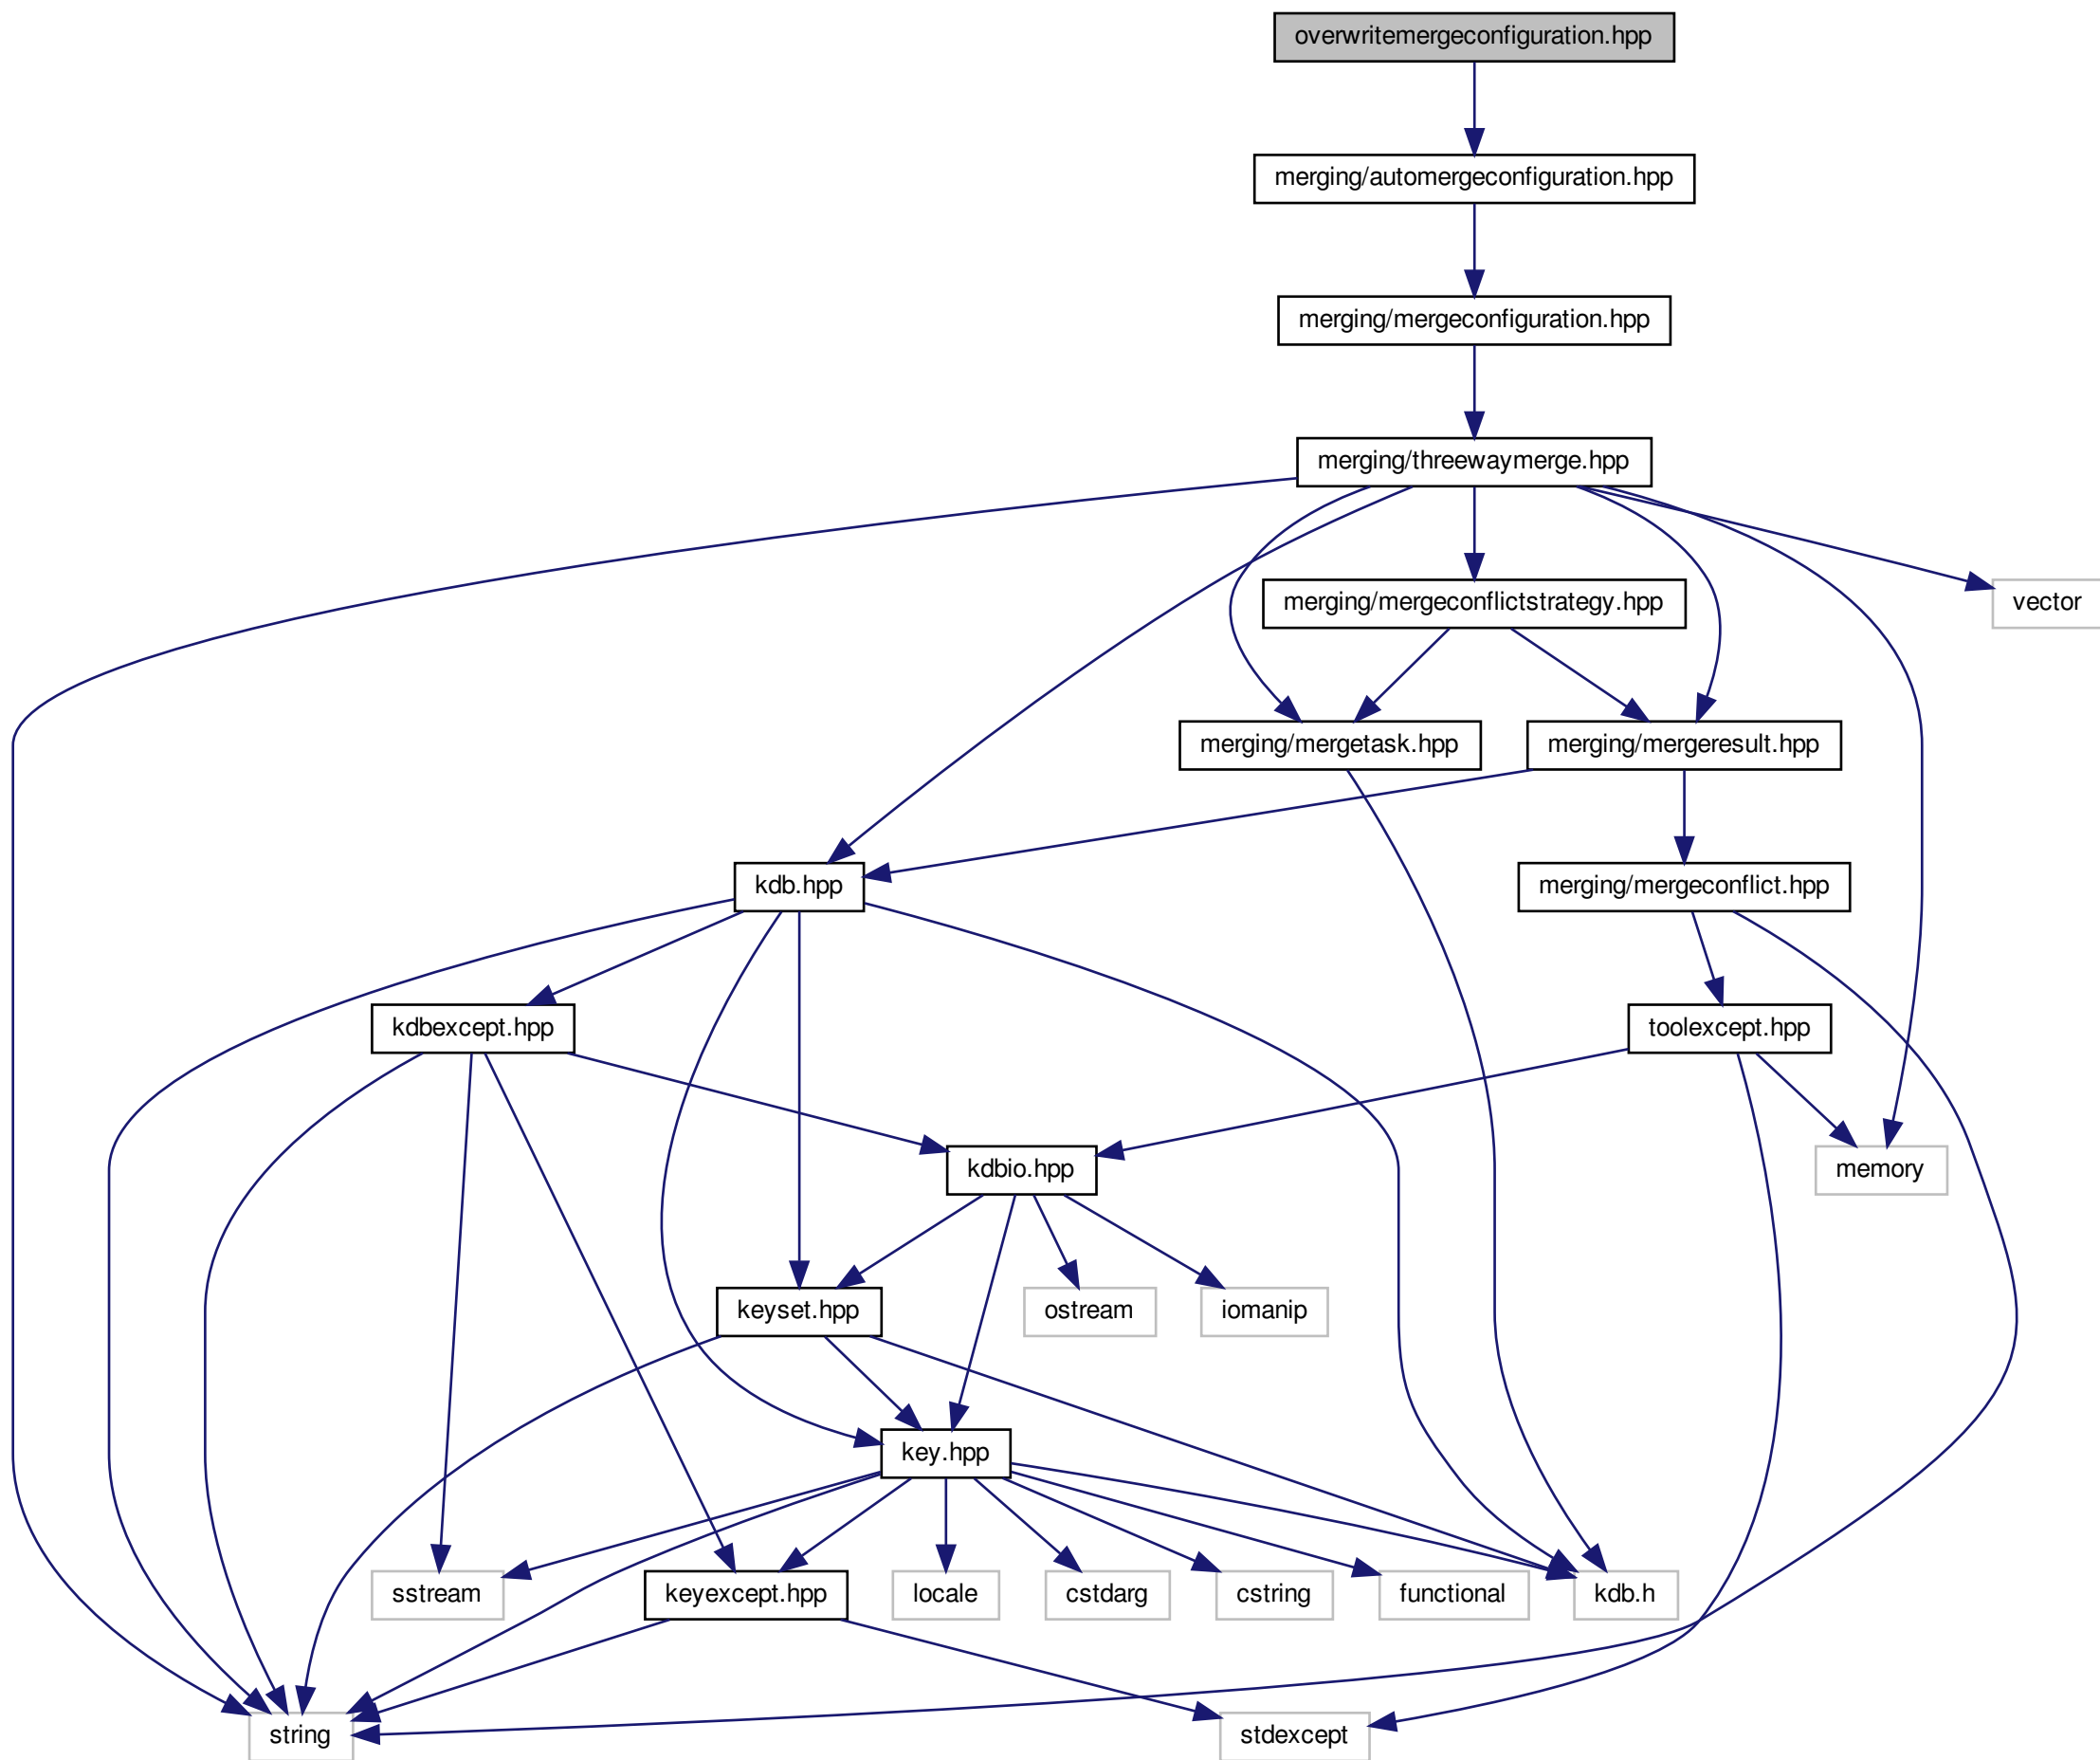 overwritemergeconfiguration.hpp
merging/automergeconfiguration.hpp
merging/mergeconfiguration.hpp
merging/threewaymerge.hpp
merging/mergeconflictstrategy.hpp
vector
merging/mergetask.hpp
merging/mergeresult.hpp
kdb.hpp
merging/mergeconflict.hpp
kdbexcept.hpp
toolexcept.hpp
kdbio.hpp
memory
keyset.hpp
ostream
iomanip
key.hpp
sstream
keyexcept.hpp
locale
cstdarg
cstring
functional
kdb.h
string
stdexcept